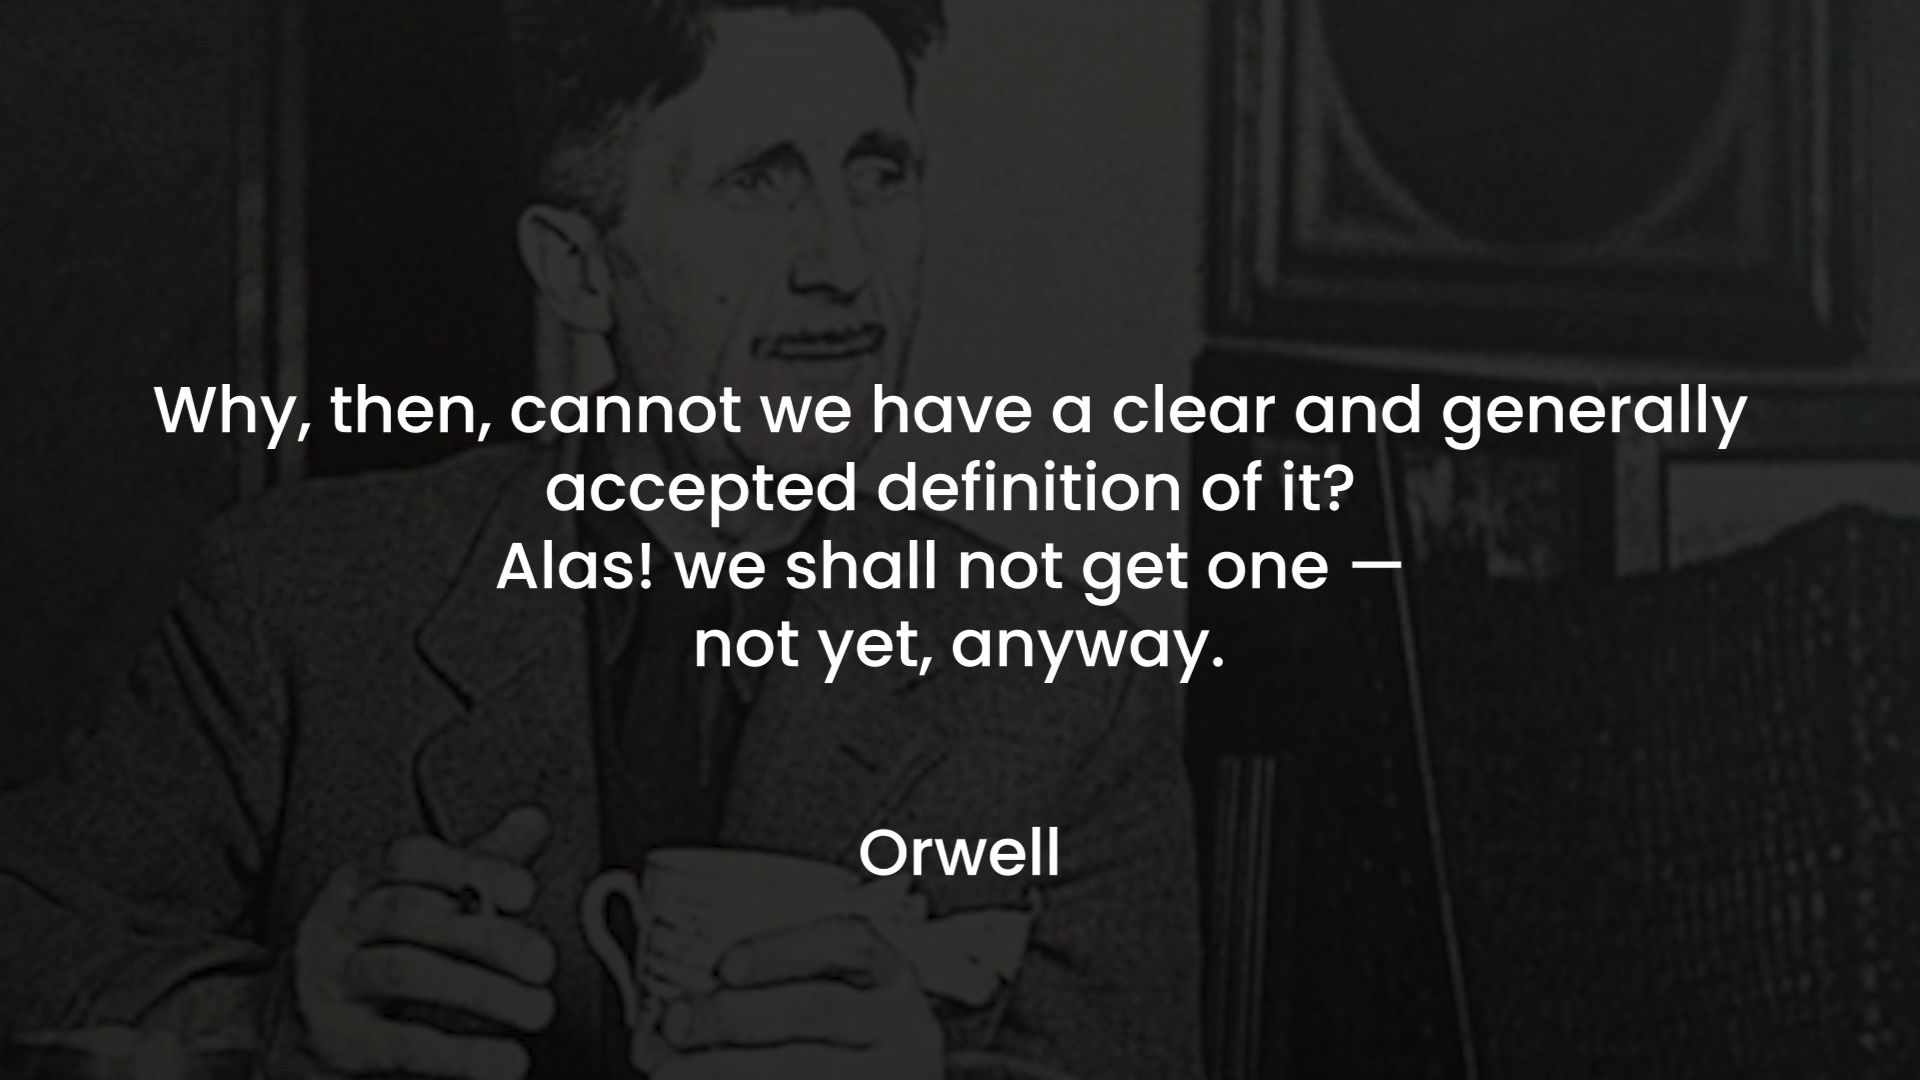 Why, then, cannot we have a clear and generally
accepted definition of it?
Alas! we shall not get one —
not yet, anyway.
Orwell